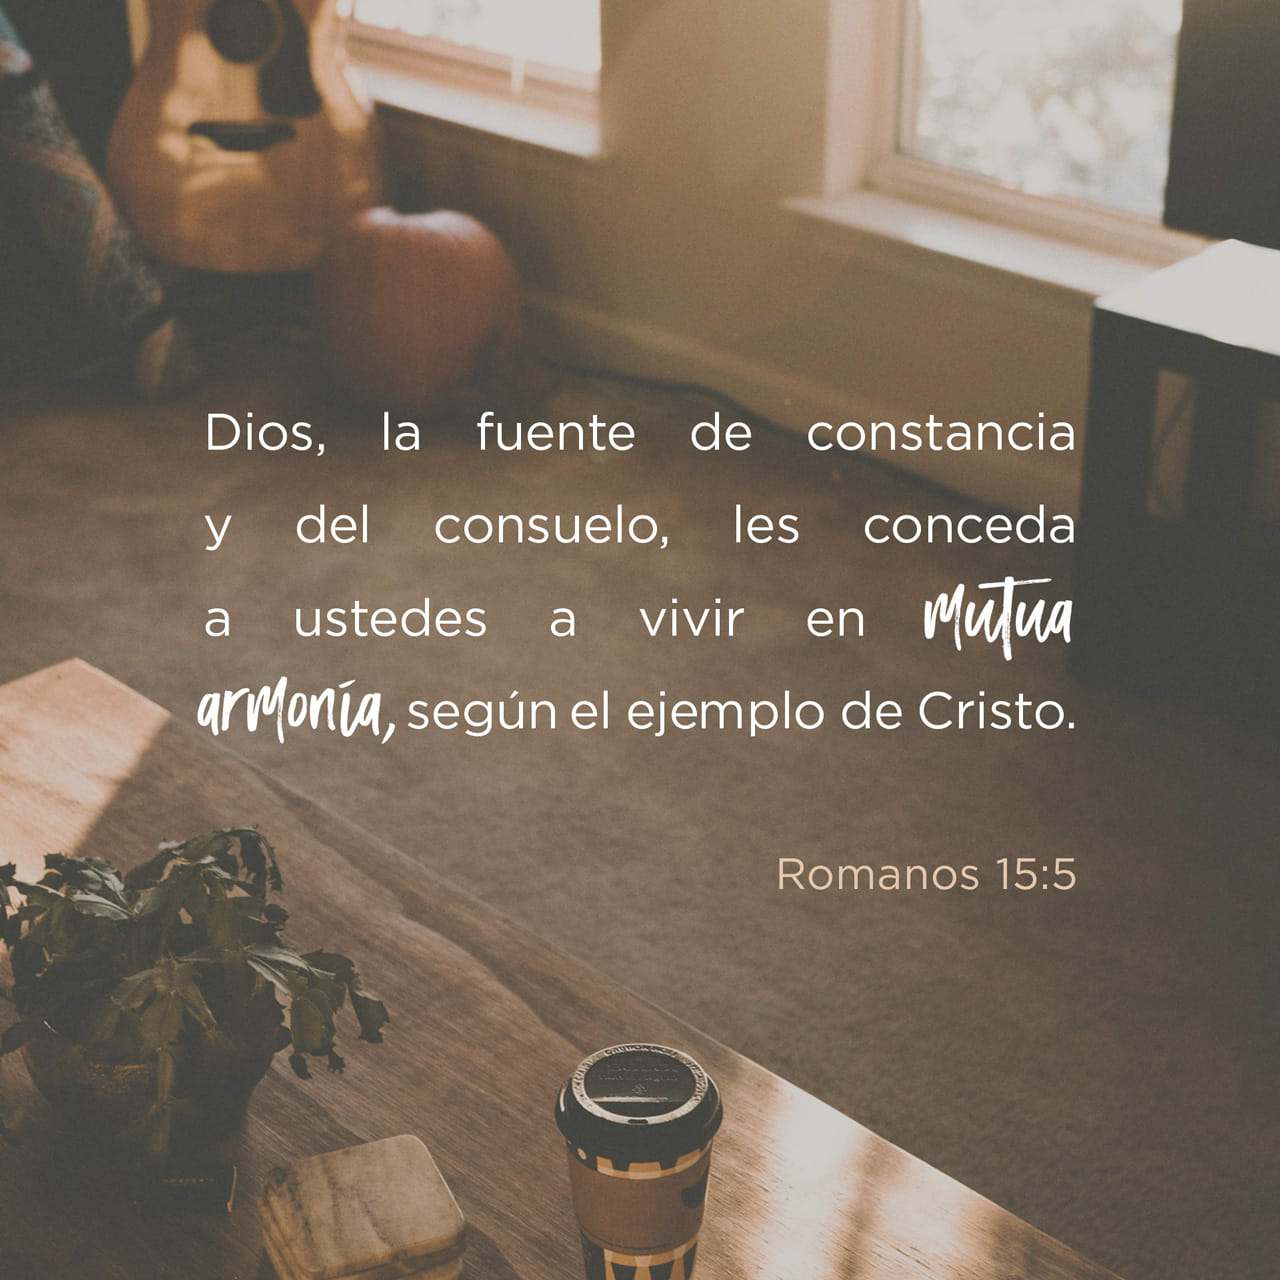 Dios, la fuente de constancia
y del consuelo, les conceda
a ustedes a vivir en mutua
armonía, según el ejemplo de Cristo.
Romanos 15:5